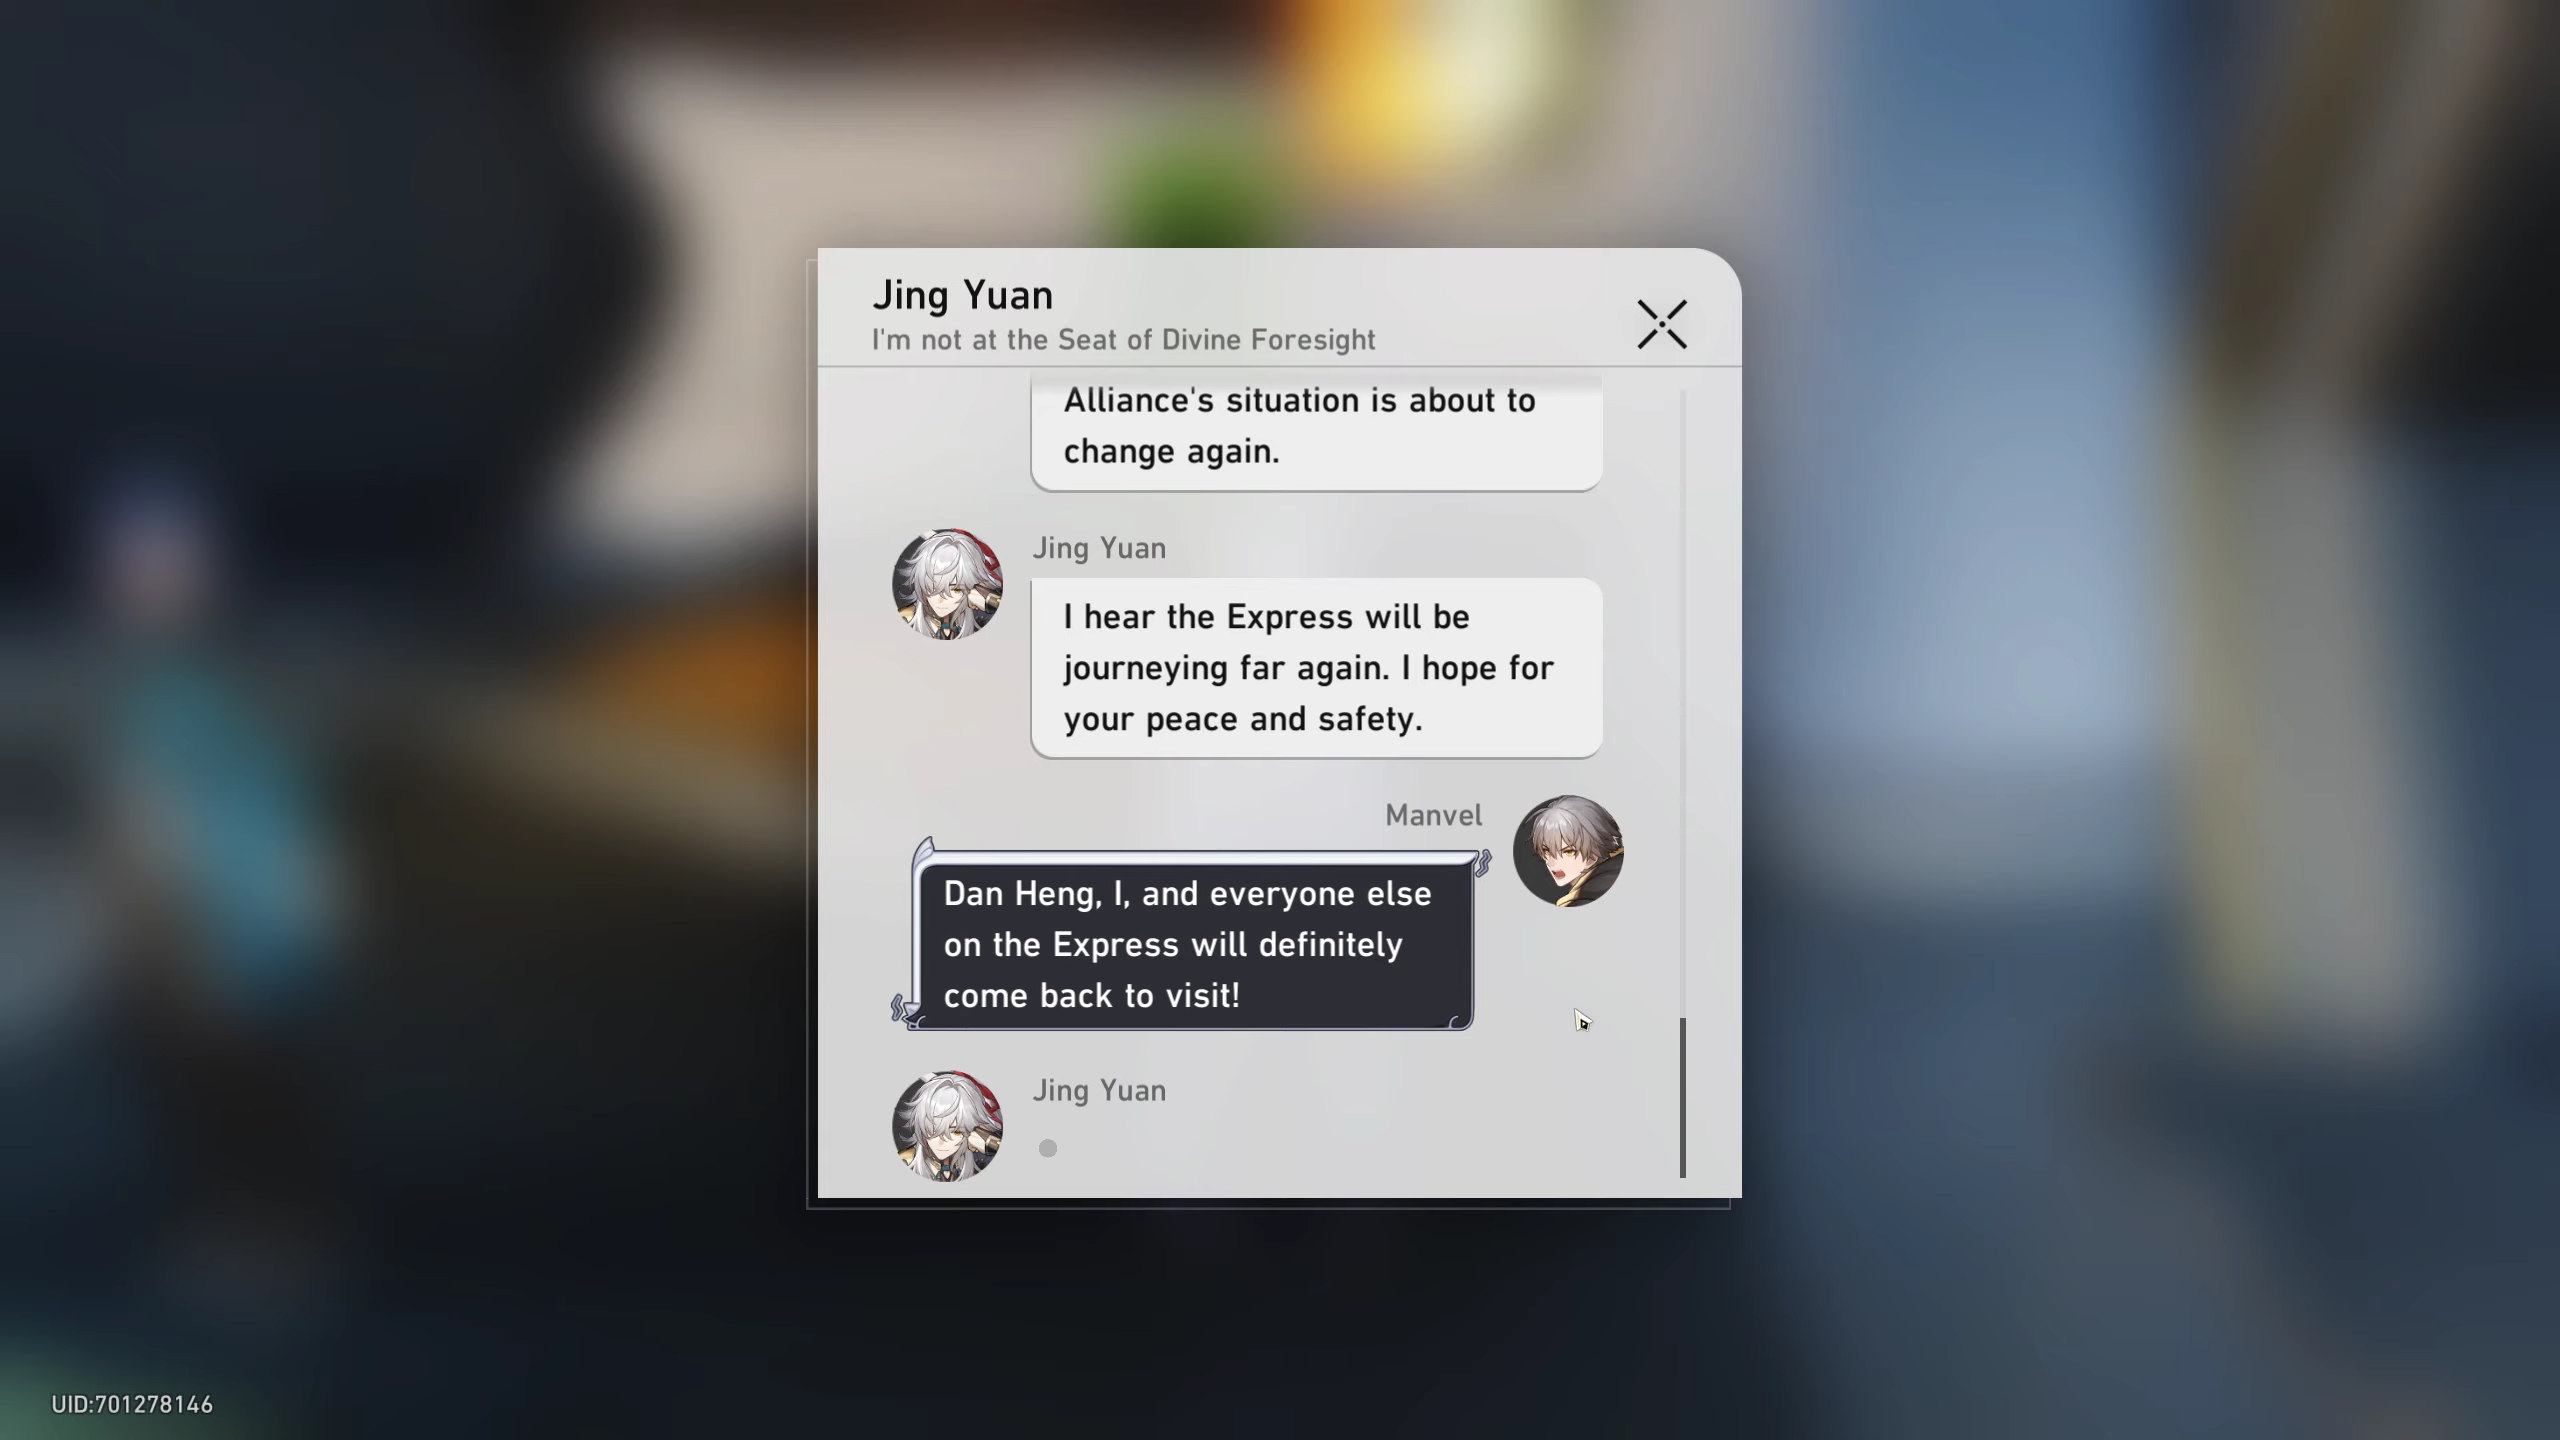 Jing Yuan
I'm not at the Seat of Divine Foresight
Alliance's situation is about to
change again.
Jing Yuan
I hear the Express will be
journeying far again. I hope for
your peace and safety.
Manvel
Dan Heng, I, and everyone else
on the Express will definitely
come back to visit!
Jing Yuan
UID:701278146